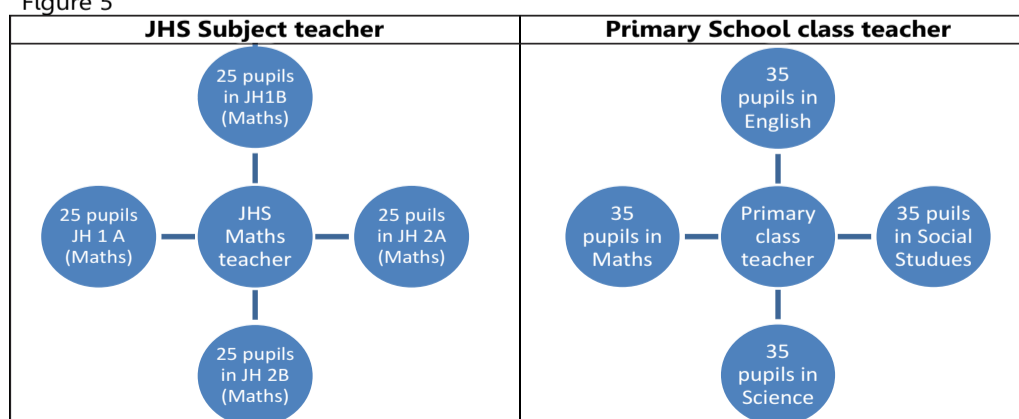 Figure 5
JHS Subject teacher
25 pupils
in JH1B
(Maths)
25 pupils
JH 1 A
(Maths)
JHS
Maths
teacher
25 puils
in JH 2A
(Maths)
25 pupils
in JH 2B
(Maths)
Primary School class teacher
35
pupils in
English
35
pupils in
Maths
Primary
class
teacher
35 puils
in Social
Studues
35
pupils in
Science